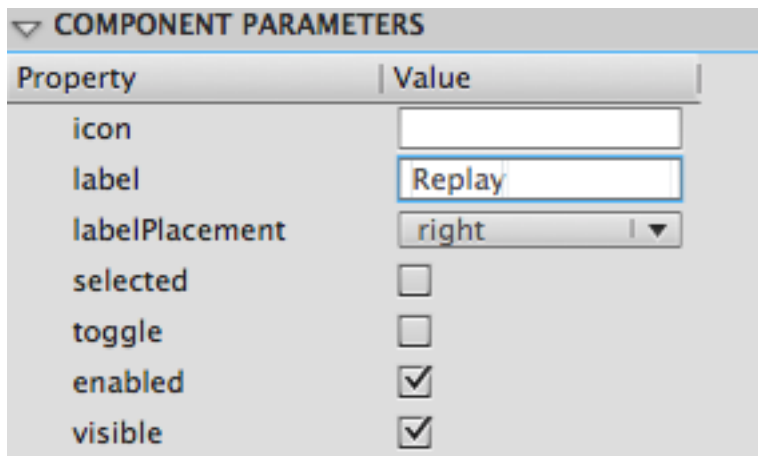 COMPONENT PARAMETERS
Property Value
icon
label Replay
labelPlacement right
selected
toggle
enabled
visible